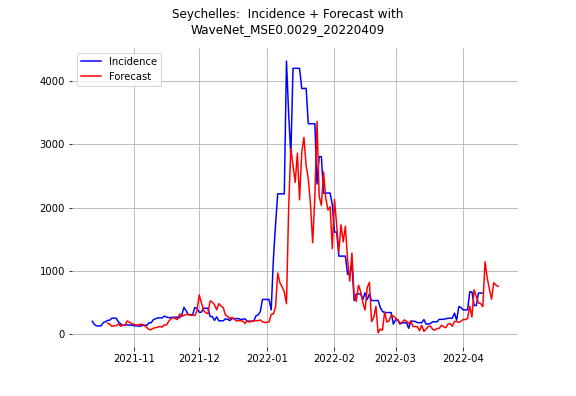 Seychelles:  Incidence + Forecast with
WaveNet_MSE0.0029_20220409
Incidence
Forecast
4000
3000
2000
1000
0
2021-11
2021-12
2022-01
2022-02
2022-03
2022-04